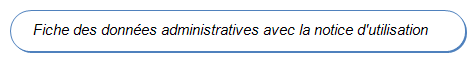 Fiche des données administratives avec la notice d'utilisation